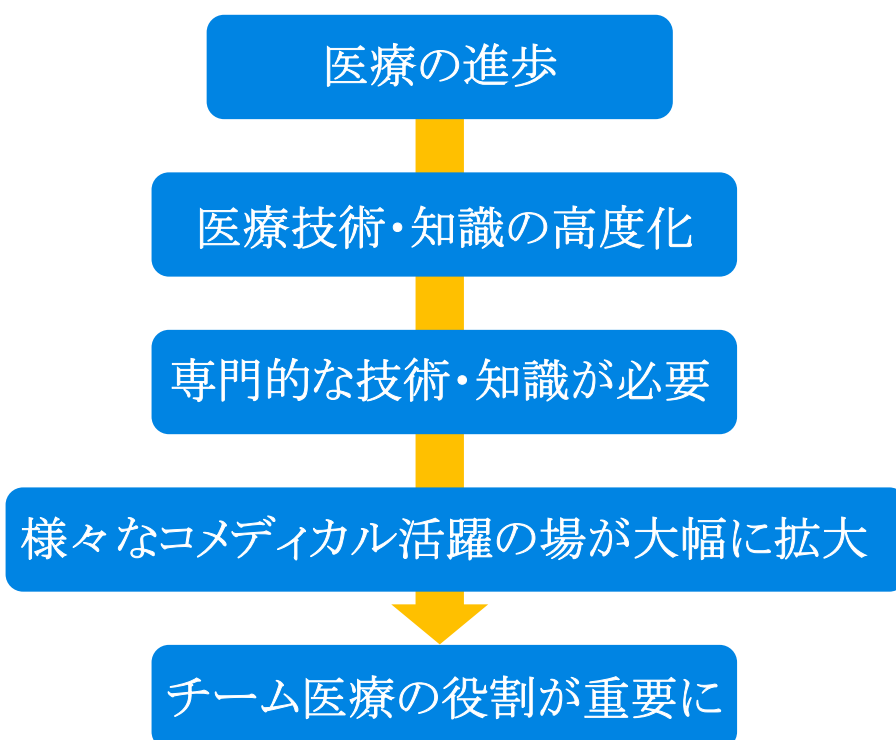 医療の進歩
医療技術・知識の高度化
専門的な技術・知識が必要
様々なコメディカル活躍の場が大幅に拡大
チーム医療の役割が重要に